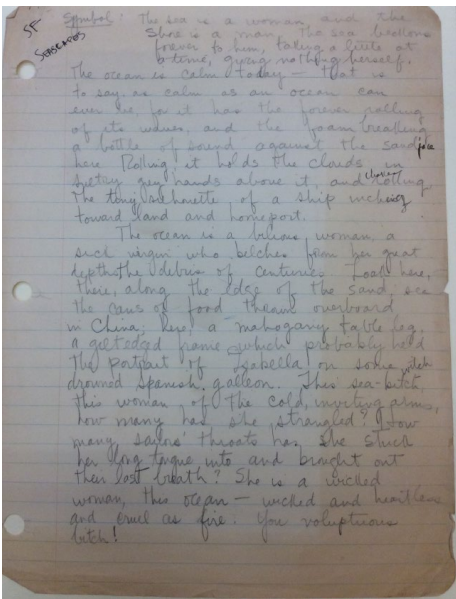 SF
SEASCAPES
Symbol: The sea is a woman, and the
shore is a man. The sea beckons
forever to him, taking a little at
a time, giving nothing herself.
The ocean is calm today — that is
to say as calm as an ocean can
ever be, for it has the forever rolling
of its waves, and the foam breaking
a bottle of sound against the sand
here. Rolling it holds the clouds in
grey hands above it and rolling
The tiny silhouette of a ship inching
toward land and homeport.
The ocean is a bilious woman, a
sick virgin who belches from her great
depths the debris of centuries. Look here,
there, along the edge of the sand, see
the cans of food thrown overboard
in China; here, a mahogany table leg,
a giltedged frame which probably held
the portrait of Isabella on some
drowned Spanish galleon. This sea-bitch,
this woman of the cold, inviting arms,
how many has she strangled? How
many sailors' throats has she stuck
her long tongue into and brought out
their last breath? She is a wicked
woman, this ocean — wicked and heartless
and cruel as fire. You voluptuous
bitch!